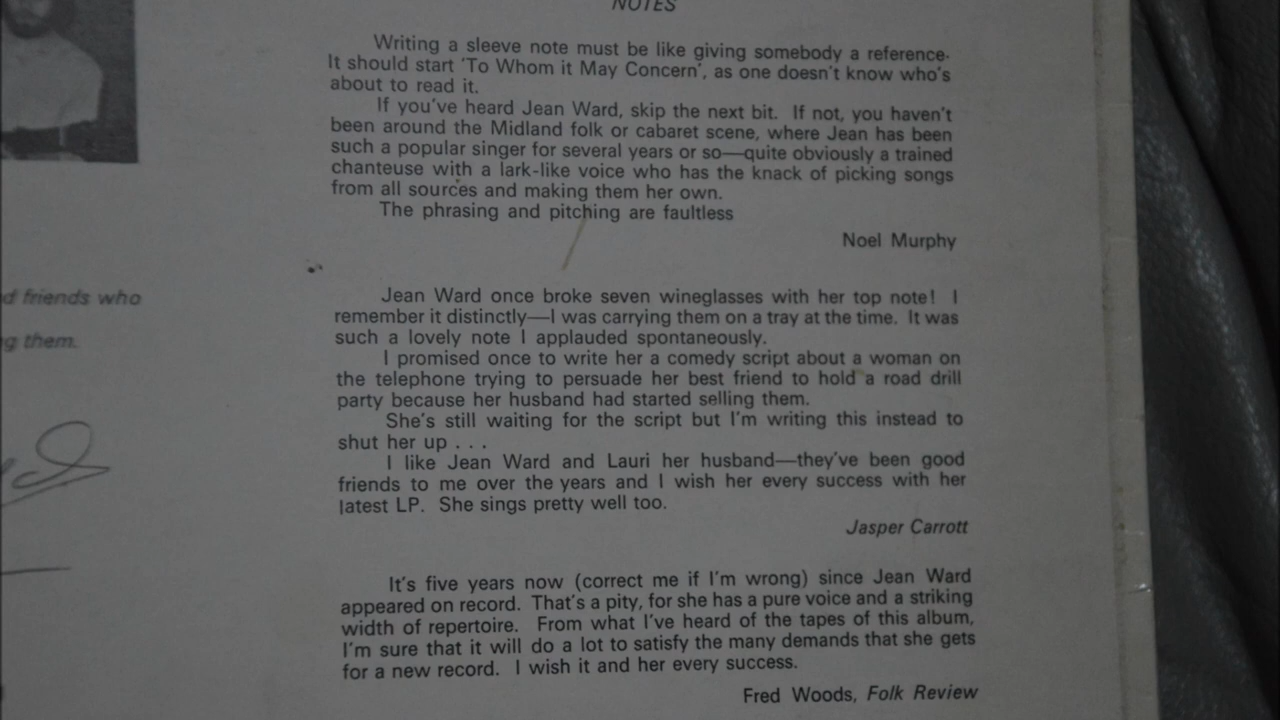 NOTES
Writing a sleeve note must be like giving somebody a reference.
It should start 'To Whom it May Concern', as one doesn't know who's
about to read it.
If you've heard Jean Ward, skip the next bit. If not, you haven't
been around the Midland folk or cabaret scene, where Jean has been
such a popular singer for several years or so—quite obviously a trained
chanteuse with a lark-like voice who has the knack of picking songs
from all sources and making them her own.
The phrasing and pitching are faultless
Noel Murphy
d friends who
g them.
Jean Ward once broke seven wineglasses with her top note! I
remember it distinctly—I was carrying them on a tray at the time. It was
such a lovely note I applauded spontaneously.
I promised once to write her a comedy script about a woman on
the telephone trying to persuade her best friend to hold a road drill
party because her husband had started selling them.
She's still waiting for the script but I'm writing this instead to
shut her up . . .
I like Jean Ward and Lauri her husband—they've been good
friends to me over the years and I wish her every success with her
latest LP. She sings pretty well too.
Jasper Carrott
It's five years now (correct me if I'm wrong) since Jean Ward
appeared on record. That's a pity, for she has a pure voice and a striking
width of repertoire. From what I've heard of the tapes of this album,
I'm sure that it will do a lot to satisfy the many demands that she gets
for a new record. I wish it and her every success.
Fred Woods, Folk Review